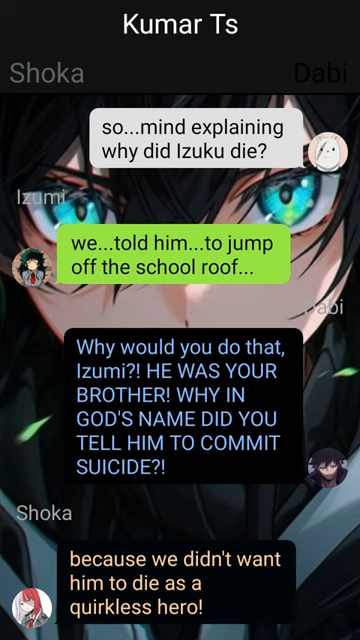 Kumar Ts
Shoka
Dabi
so...mind explaining
why did Izuku die?
Izumi
we...told him...to jump
off the school roof...
Dabi
Why would you do that,
Izumi?! HE WAS YOUR
BROTHER! WHY IN
GOD'S NAME DID YOU
TELL HIM TO COMMIT
SUICIDE?!
Shoka
because we didn't want
him to die as a
quirkless hero!